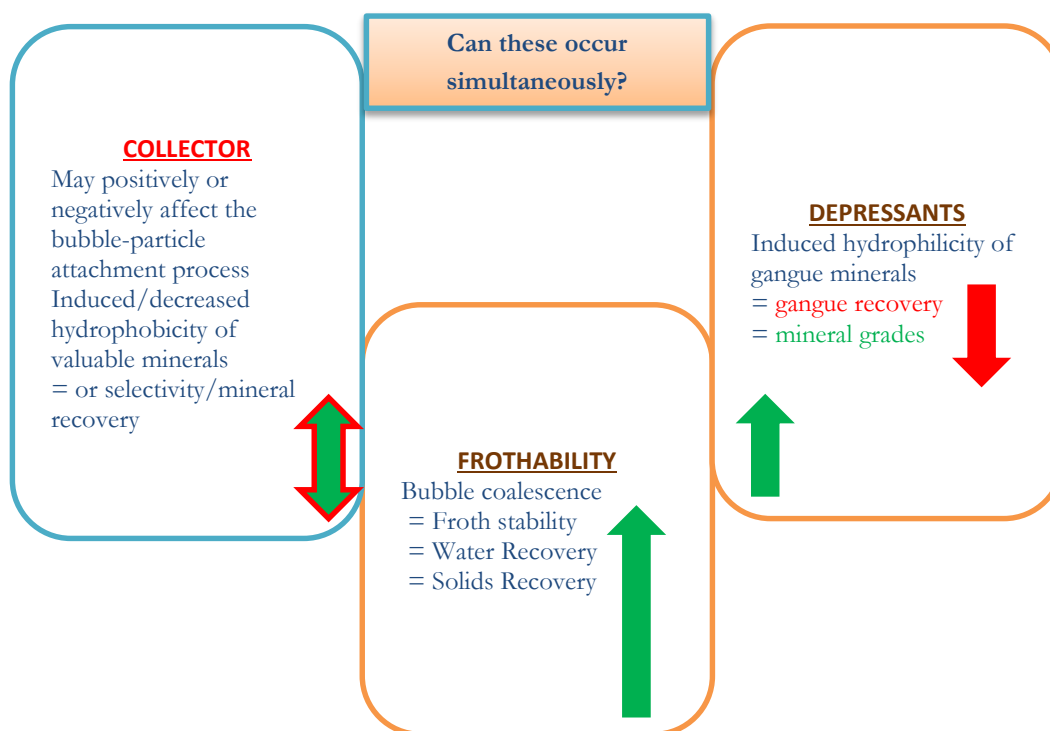 Can these occur
simultaneously?
COLLECTOR
May positively or
negatively affect the
bubble-particle
attachment process
Induced/decreased
hydrophobicity of
valuable minerals
= or selectivity/mineral
recovery
FROTHABILITY
Bubble coalescence
= Froth stability
= Water Recovery
= Solids Recovery
DEPRESSANTS
Induced hydrophilicity of
gangue minerals
= gangue recovery
= mineral grades